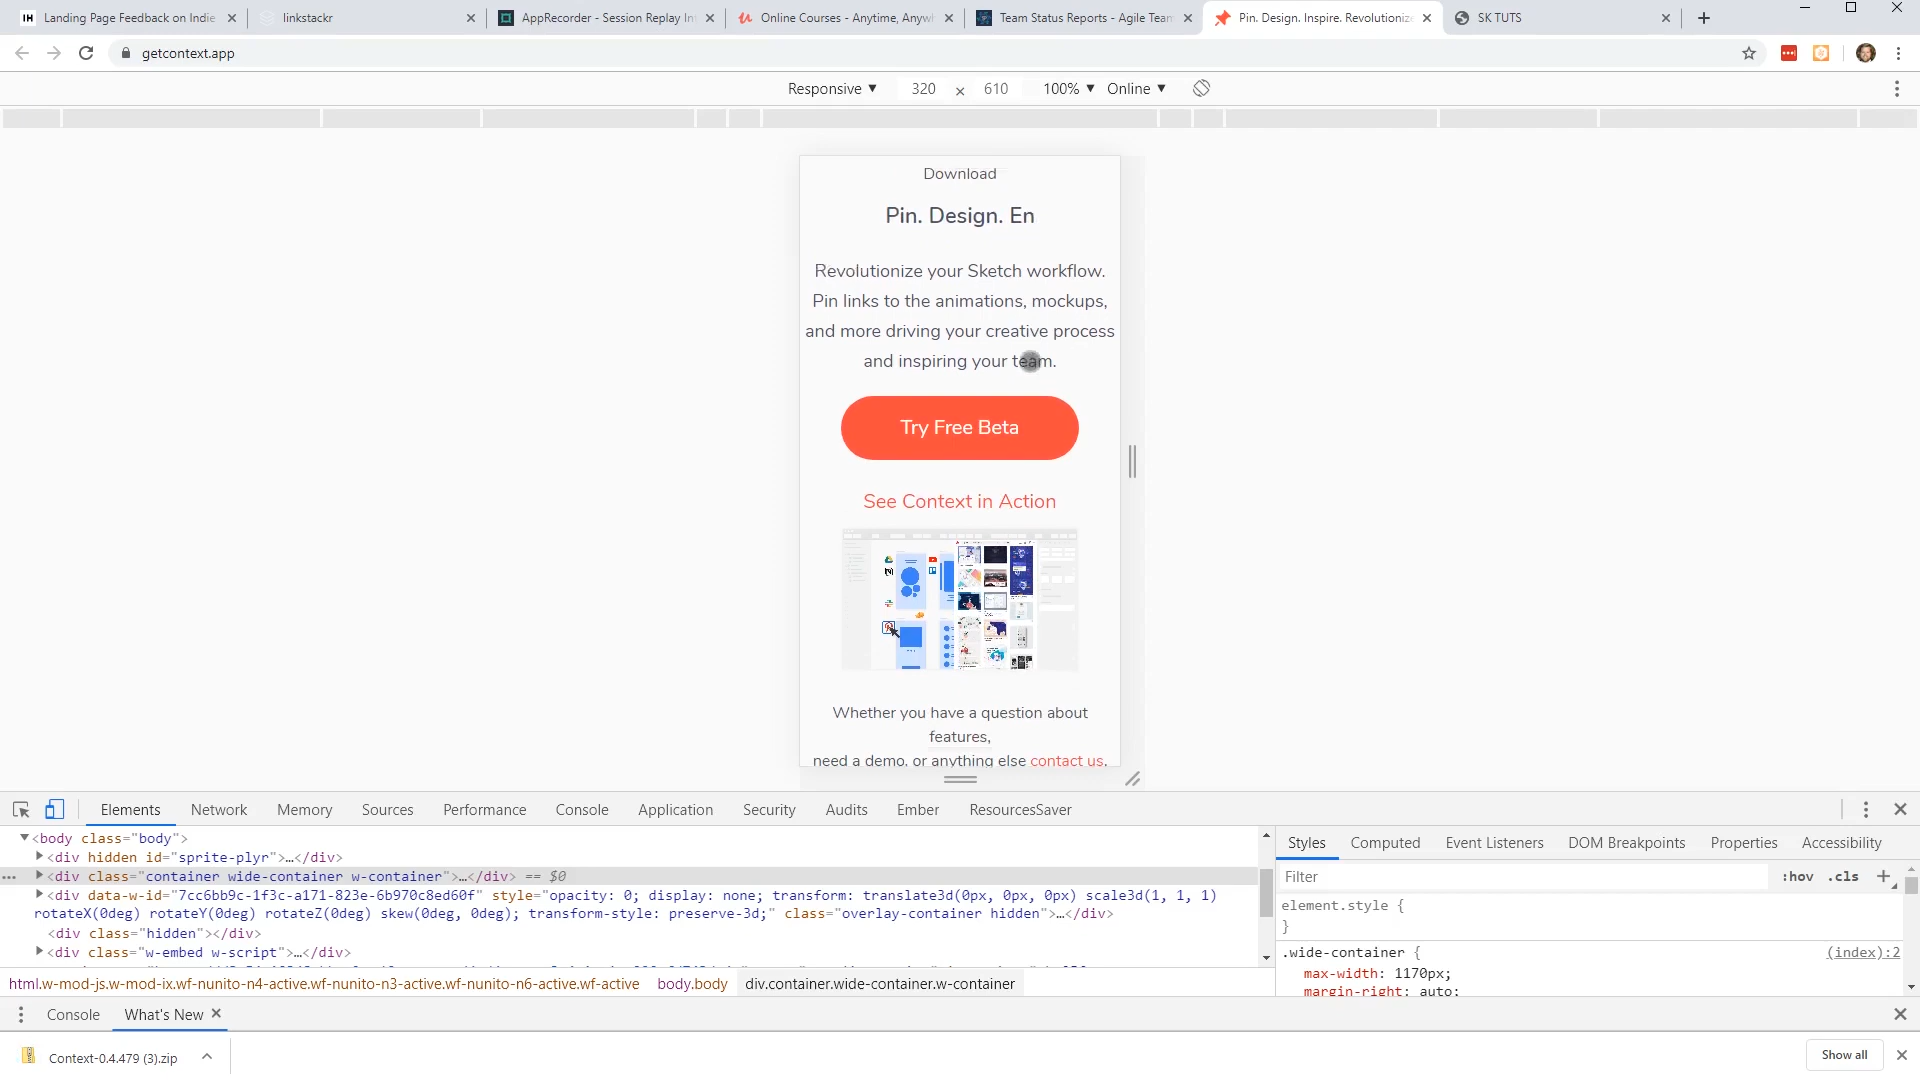 IH Landing Page Feedback on Indie
linkstackr
AppRecorder - Session Replay In
Online Courses - Anytime, Anyw
Team Status Reports - Agile Team
Pin. Design. Inspire. Revolutioniz
SK TUTS
getcontext.app
Responsive ▼ 320 × 610 100% ▼ Online ▼
Download
Pin. Design. En
Revolutionize your Sketch workflow.
Pin links to the animations, mockups,
and more driving your creative process
and inspiring your team.
Try Free Beta
See Context in Action
Whether you have a question about
features,
need a demo, or anything else contact us.
Elements Network Memory Sources Performance Console Application Security Audits Ember ResourcesSaver
▼<body class="body">
▶<div hidden id="sprite-plyr">…</div>
… ▶<div class="container wide-container w-container">…</div> == $0
▶<div data-w-id="7cc6bb9c-1f3c-a171-823e-6b970c8ed60f" style="opacity: 0; display: none; transform: translate3d(0px, 0px, 0px) scale3d(1, 1, 1)
rotateX(0deg) rotateY(0deg) rotateZ(0deg) skew(0deg, 0deg); transform-style: preserve-3d;" class="overlay-container hidden">…</div>
<div class="hidden"></div>
▶<div class="w-embed w-script">…</div>
html.w-mod-js.w-mod-ix.wf-nunito-n4-active.wf-nunito-n3-active.wf-nunito-n6-active.wf-active body.body div.container.wide-container.w-container
Styles Computed Event Listeners DOM Breakpoints Properties Accessibility
Filter :hov .cls +
element.style {
}
.wide-container { (index):2
max-width: 1170px;
margin-right: auto;
Console What's New
Context-0.4.479 (3).zip
Show all